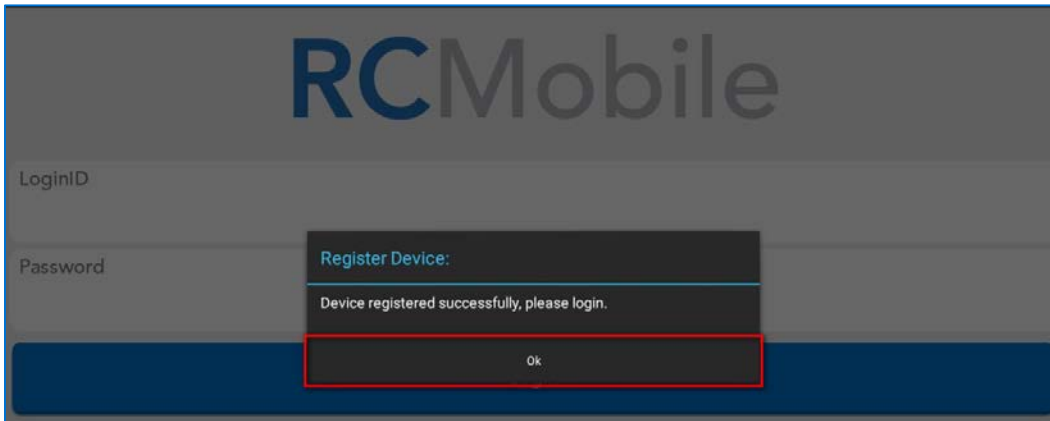 RCMobile
LoginID
Password
Register Device:
Device registered successfully, please login.
Ok